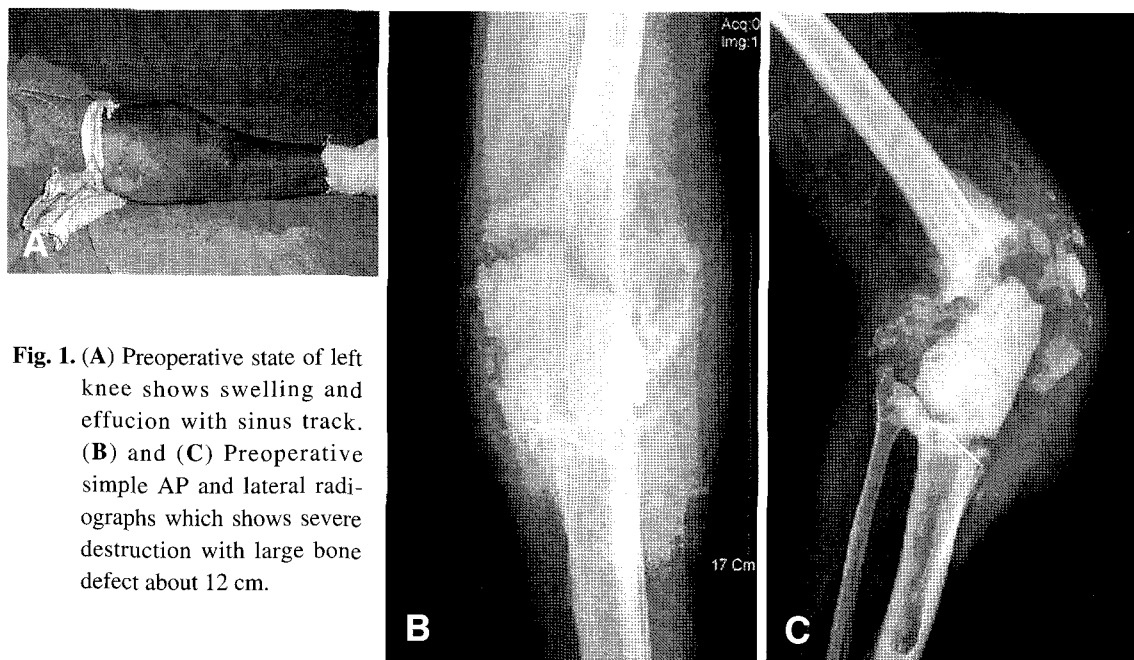 A
Fig. 1. (A) Preoperative state of left
knee shows swelling and
effucion with sinus track.
(B) and (C) Preoperative
simple AP and lateral radi-
ographs which shows severe
destruction with large bone
defect about 12 cm.
Acq:0
Img:1
17 Cm
B
C